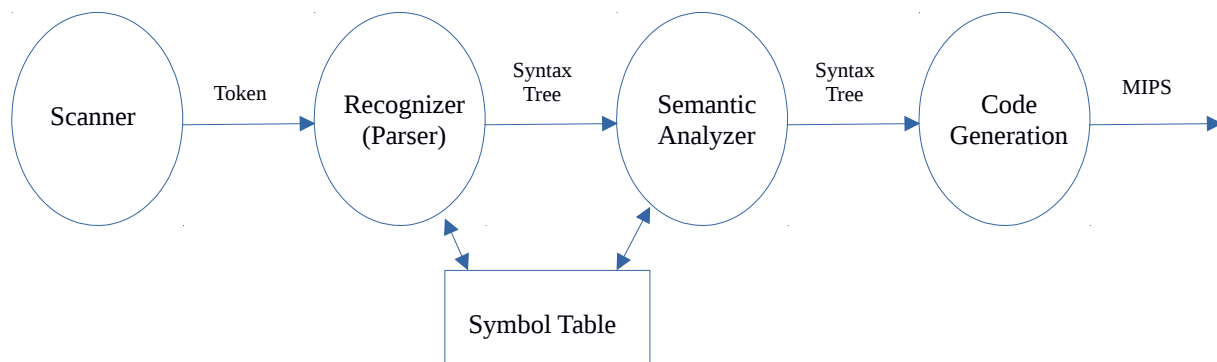 Scanner
Token
Recognizer
(Parser)
Syntax
Tree
Semantic
Analyzer
Syntax
Tree
Code
Generation
MIPS
Symbol Table